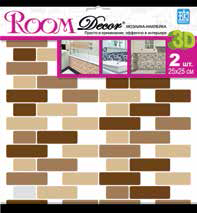 ROOM Decor
МОЗАИКА-НАКЛЕЙКА
Просто в применении, эффектно в интерьере
3D
2 шт.
25x25 см